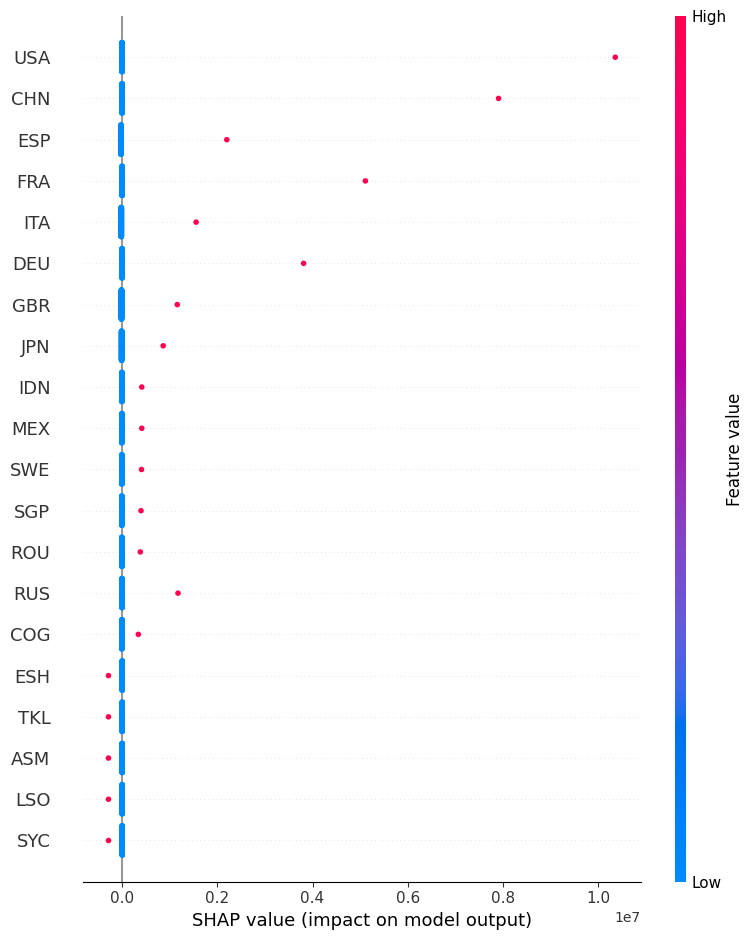 High
USA
CHN
ESP
FRA
ITA
DEU
GBR
JPN
IDN
MEX
SWE
SGP
ROU
RUS
COG
ESH
TKL
ASM
LSO
SYC
Low
Feature value
0.0 0.2 0.4 0.6 0.8 1.0
1e7
SHAP value (impact on model output)